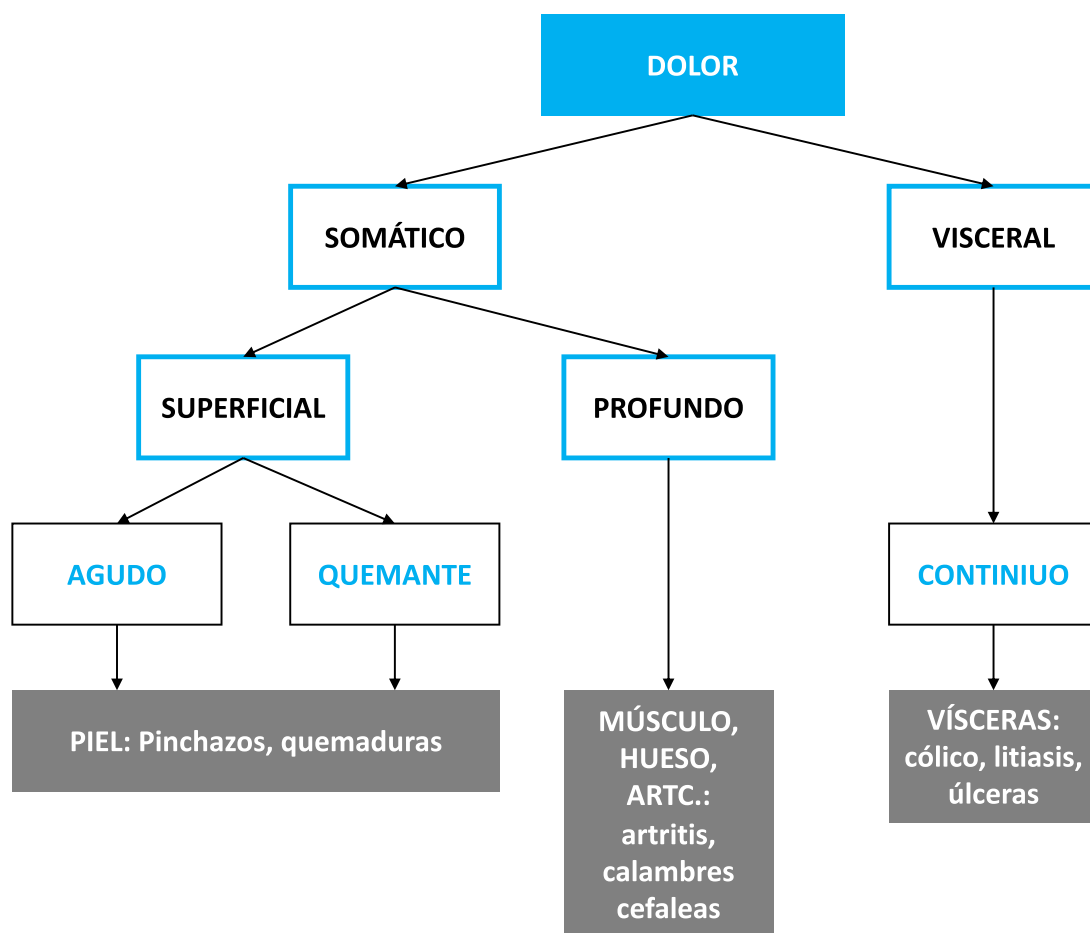 DOLOR
SOMÁTICO
VISCERAL
SUPERFICIAL
PROFUNDO
AGUDO
QUEMANTE
CONTINIUO
PIEL: Pinchazos, quemaduras
MÚSCULO,
HUESO,
ARTC.:
artritis,
calambres
cefaleas
VÍSCERAS:
cólico, litiasis,
úlceras